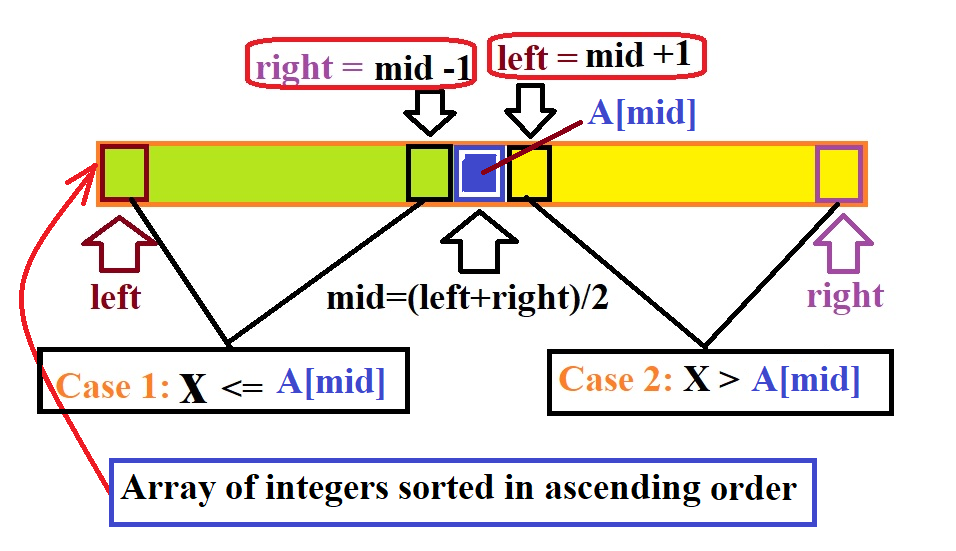 right = mid -1
left = mid +1
A[mid]
left
mid=(left+right)/2
right
Case 1: X <= A[mid]
Case 2: X > A[mid]
Array of integers sorted in ascending order